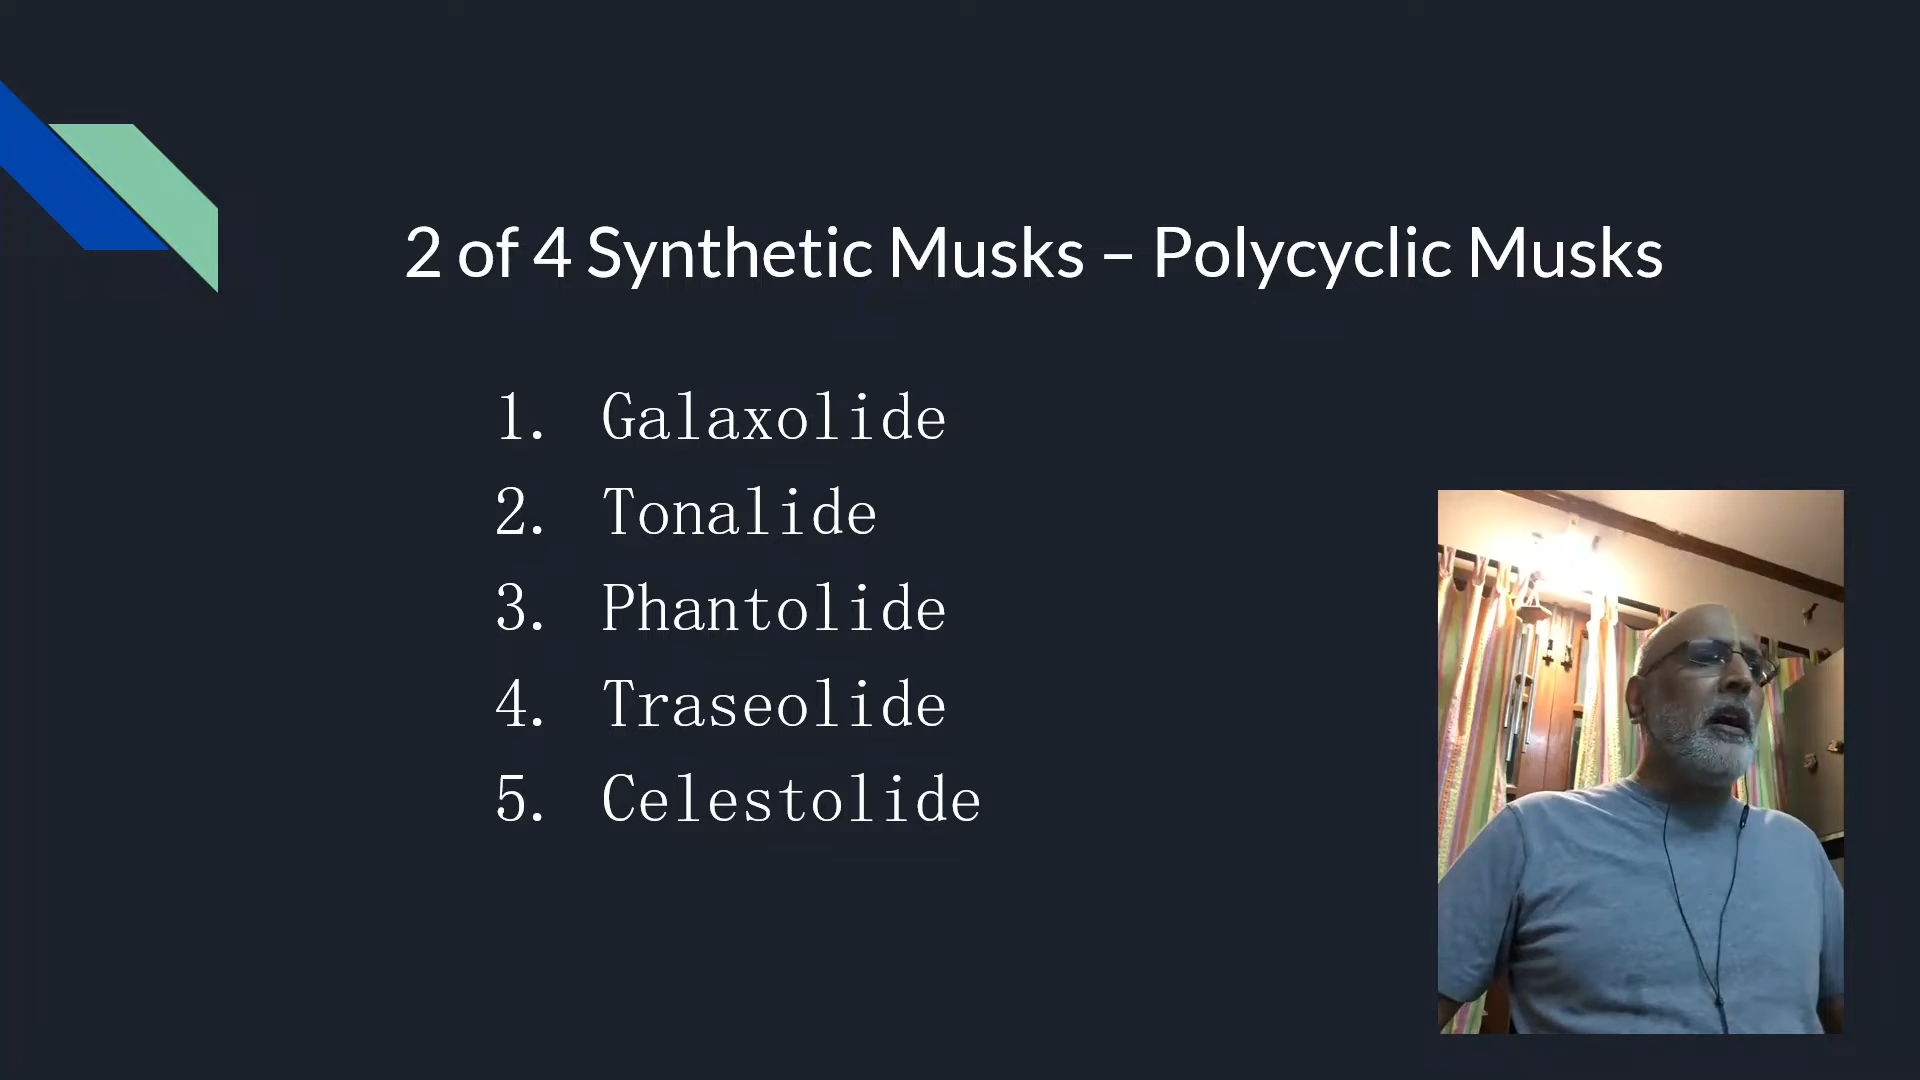 2 of 4 Synthetic Musks – Polycyclic Musks
1. Galaxolide
2. Tonalide
3. Phantolide
4. Traseolide
5. Celestolide